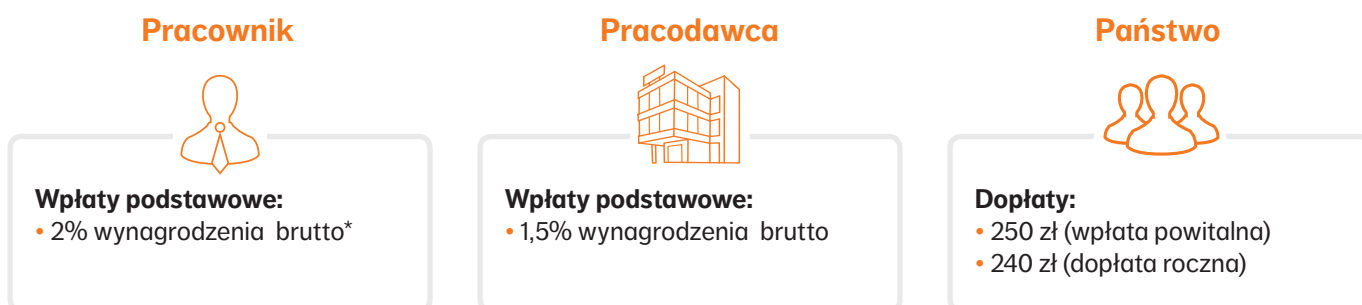 Pracownik
Wpłaty podstawowe:
• 2% wynagrodzenia brutto*
Pracodawca
Wpłaty podstawowe:
• 1,5% wynagrodzenia brutto
Państwo
Dopłaty:
• 250 zł (wpłata powitalna)
• 240 zł (dopłata roczna)